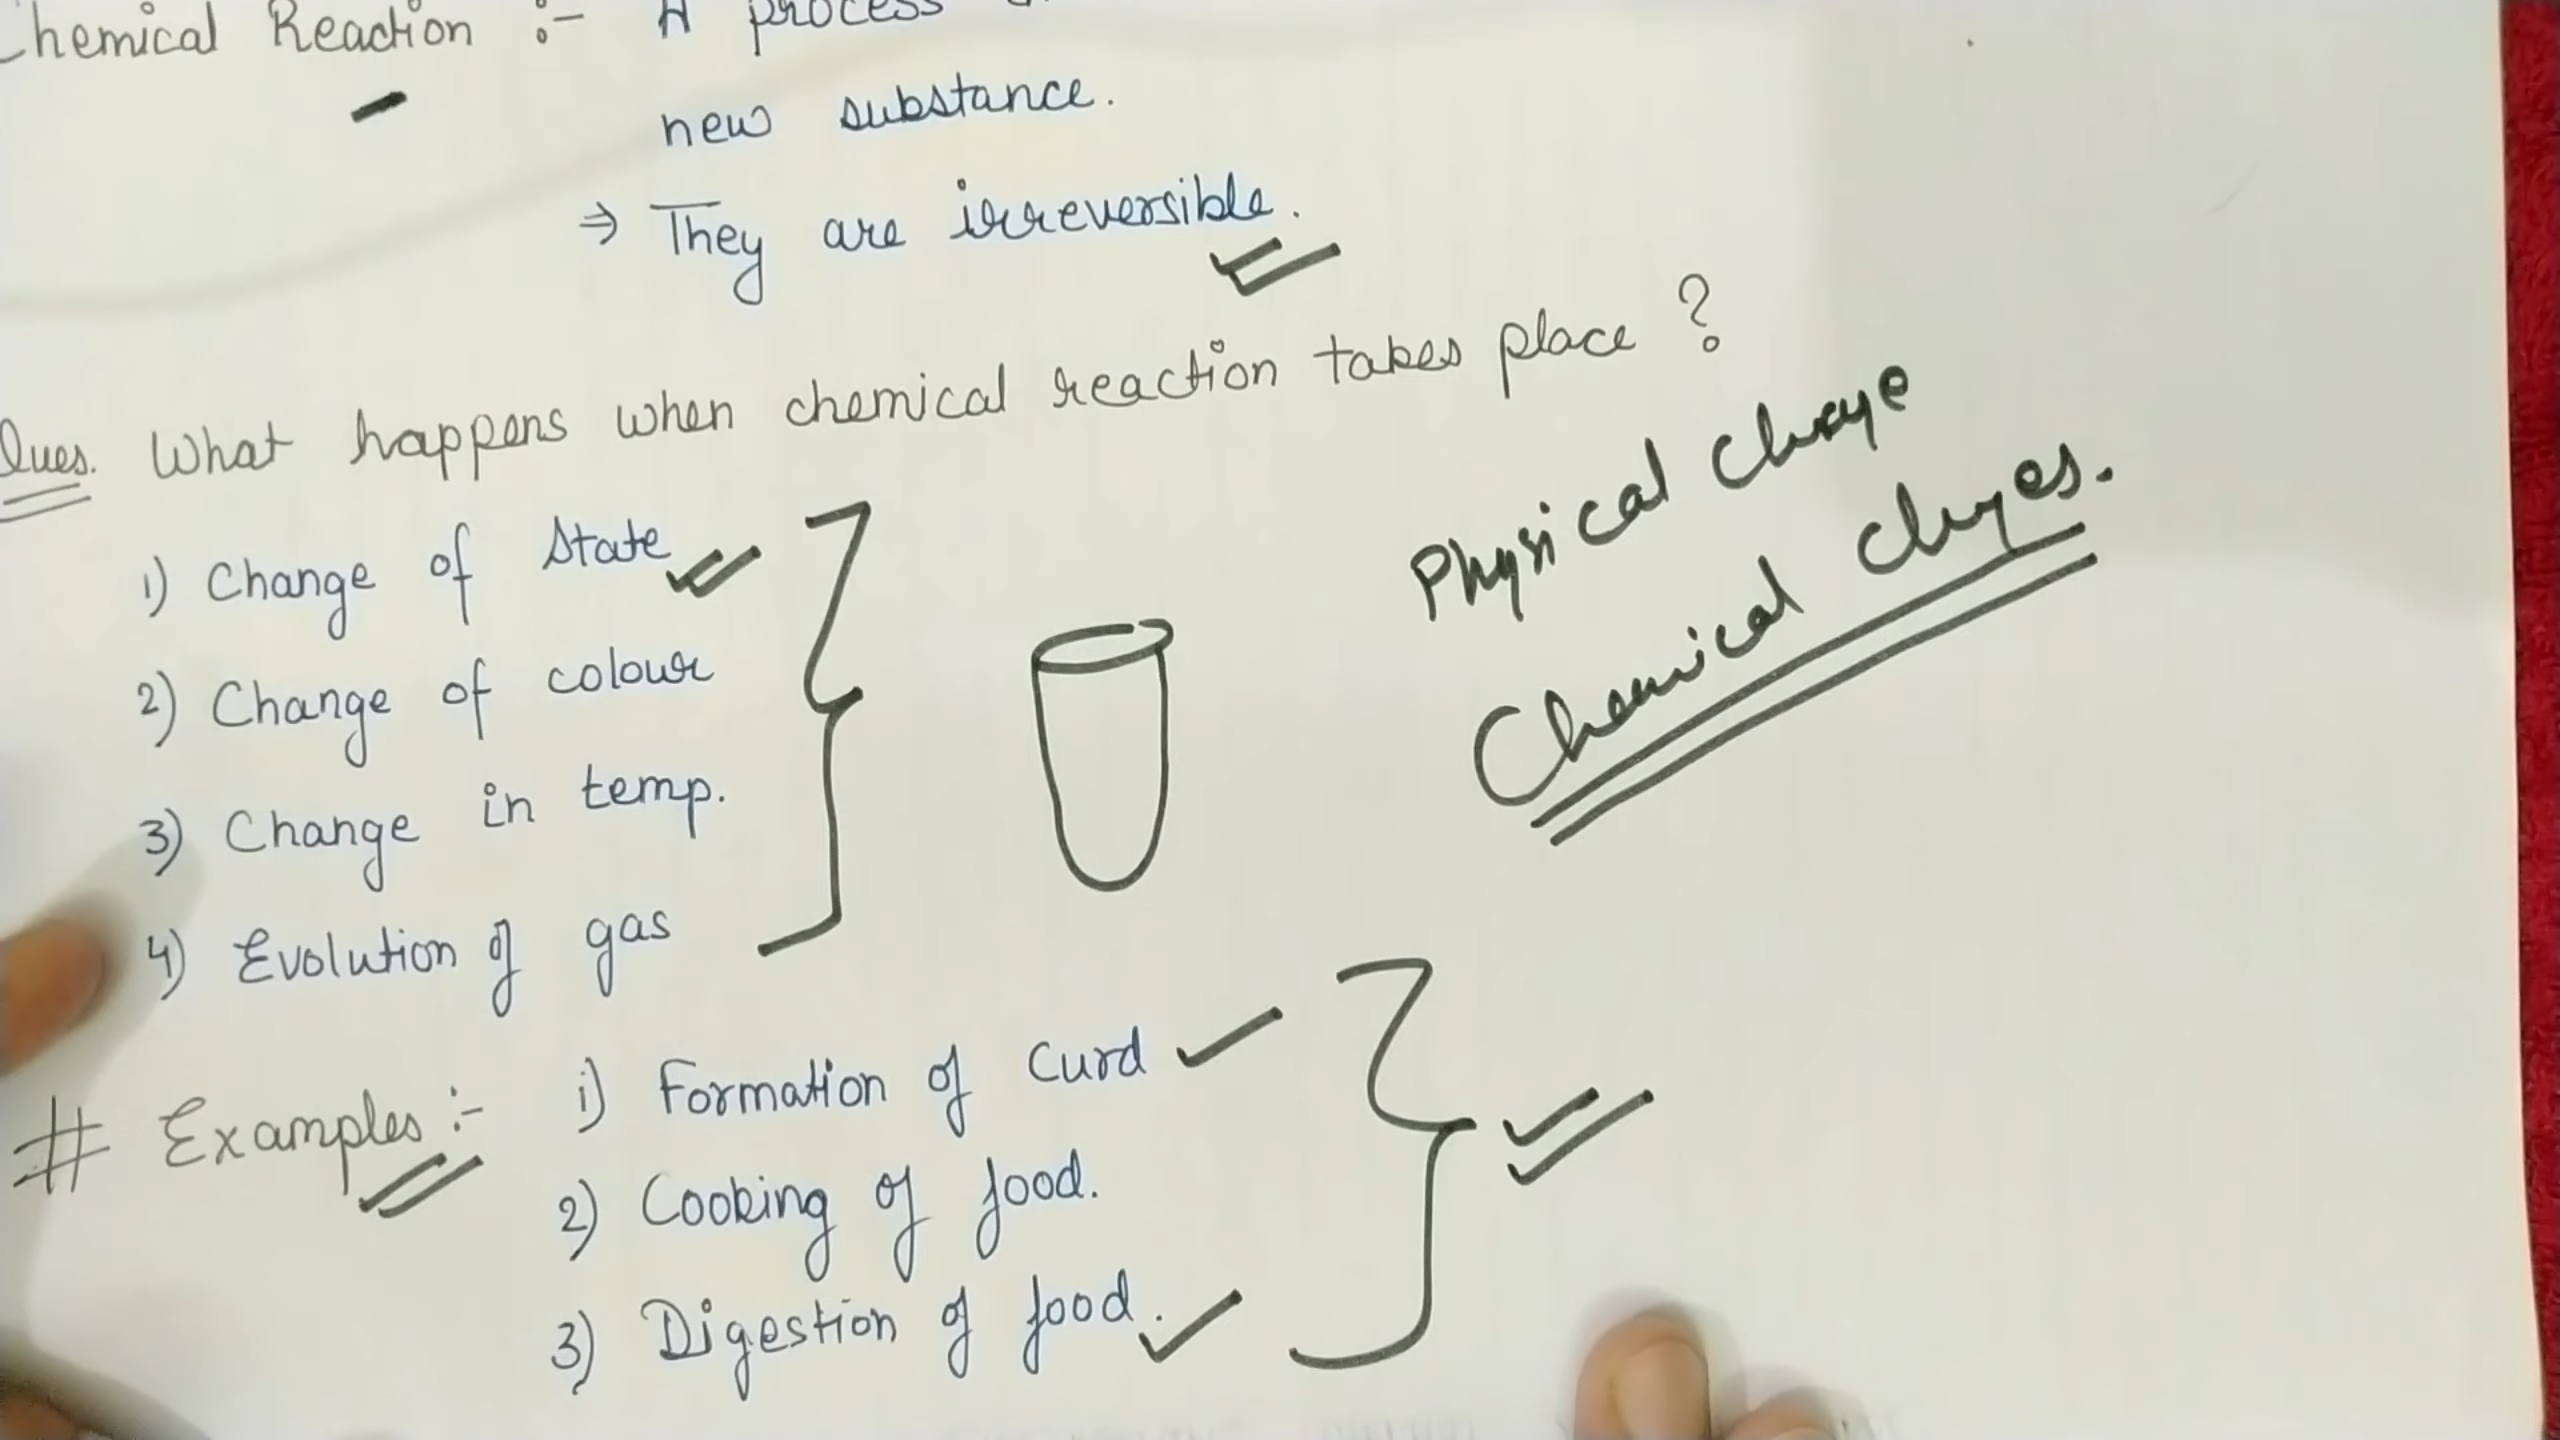 Chemical Reaction :- A process
new substance.
⇒ They are irreversible.
Ques. What happens when chemical reaction takes place ?
1) Change of State
2) Change of colour
3) Change in temp.
4) Evolution of gas
Physical Change
Chemical Changes.
# Examples :- 1) Formation of Curd
2) Cooking of food.
3) Digestion of food.